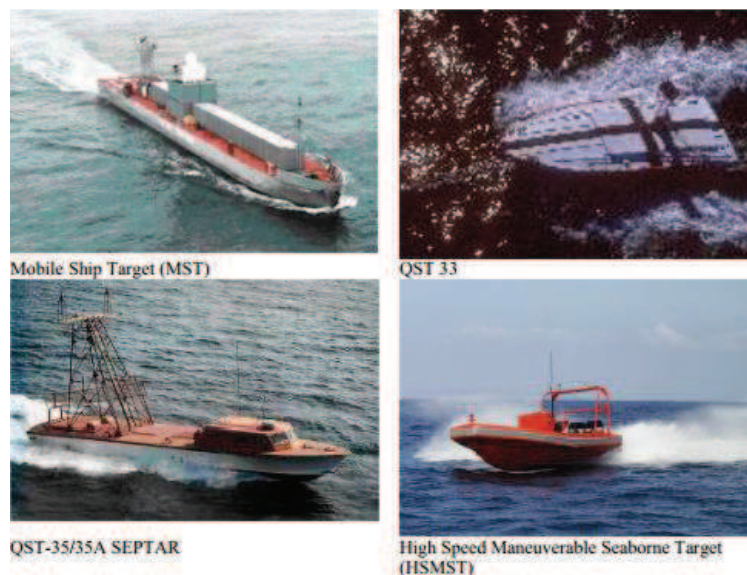 Mobile Ship Target (MST)
QST 33
QST-35/35A SEPTAR
High Speed Maneuverable Seaborne Target
(HSMST)